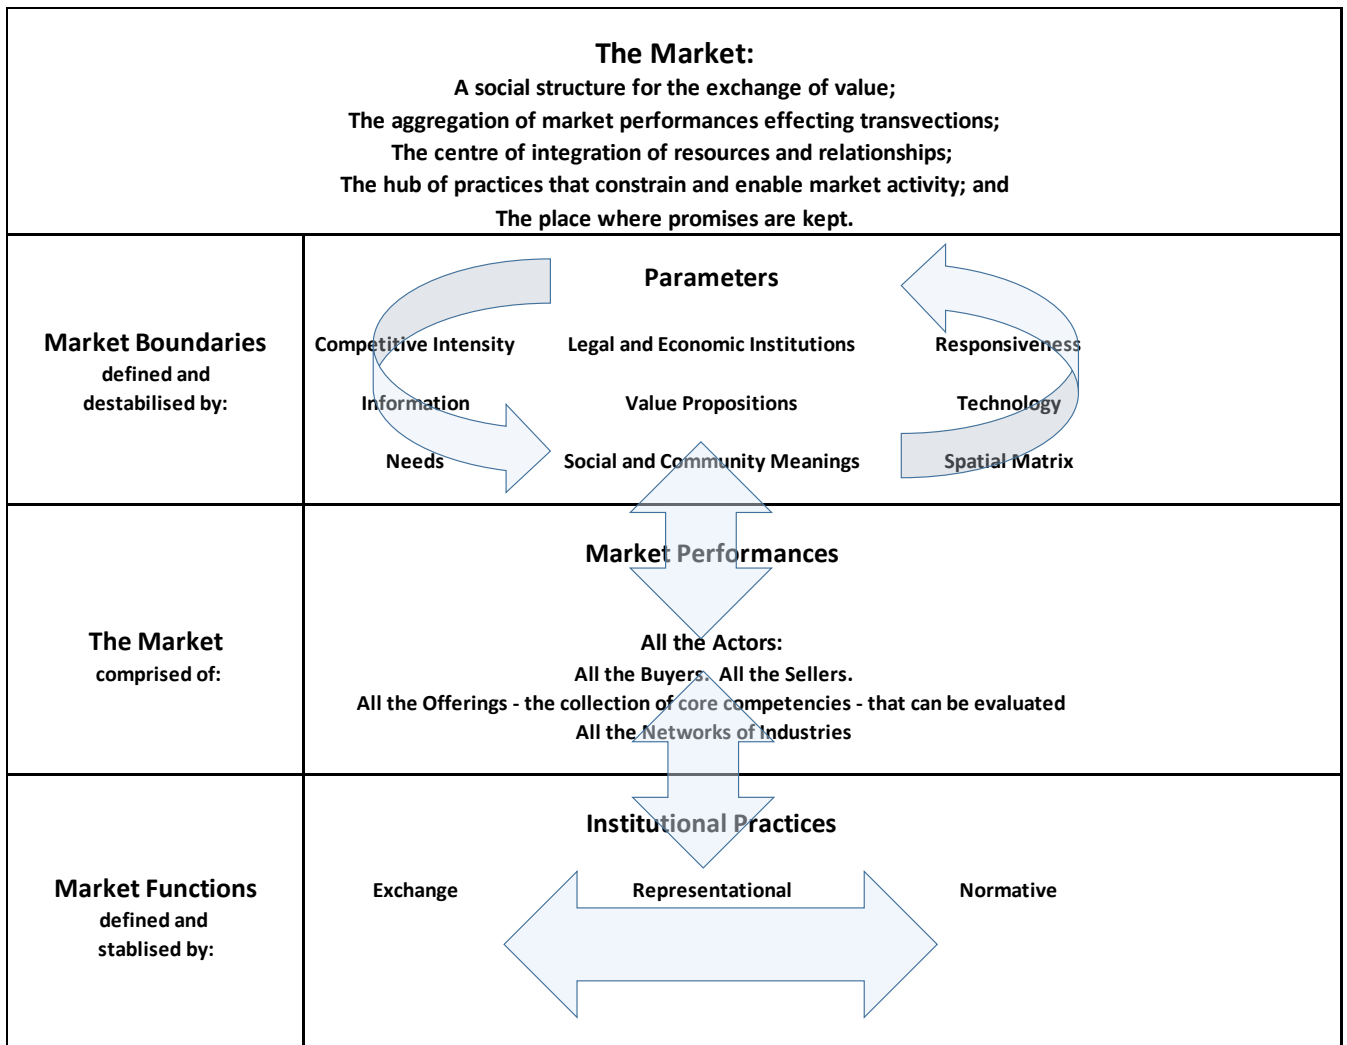 The Market:
A social structure for the exchange of value;
The aggregation of market performances effecting transvections;
The centre of integration of resources and relationships;
The hub of practices that constrain and enable market activity; and
The place where promises are kept.
Market Boundaries
defined and
destabilised by:
Parameters
Competitive Intensity Legal and Economic Institutions Responsiveness
Information Value Propositions Technology
Needs Social and Community Meanings Spatial Matrix
The Market
comprised of:
Market Performances
All the Actors:
All the Buyers. All the Sellers.
All the Offerings - the collection of core competencies - that can be evaluated
All the Networks of Industries
Market Functions
defined and
stablised by:
Institutional Practices
Exchange Representational Normative